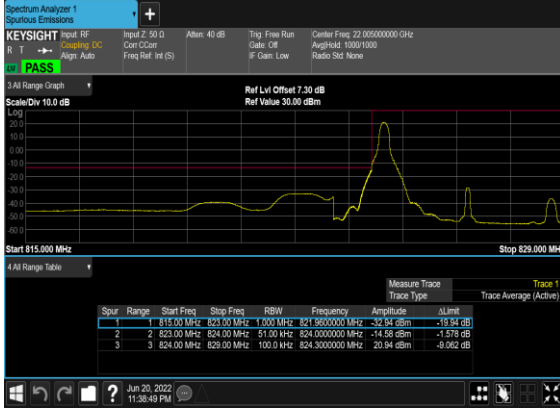 Spectrum Analyzer 1
Spurious Emissions
+
KEYSIGHT Input: RF Input Z: 50 Ω Atten: 40 dB Trig: Free Run Center Freq: 22.005000000 GHz
R T Coupling: DC Corr CCorr Gate: Off Avg|Hold: 1000/1000
Align: Auto Freq Ref: Int (S) IF Gain: Low Radio Std: None
PASS
3 All Range Graph
Ref Lvl Offset 7.30 dB
Scale/Div 10.0 dB Ref Value 30.00 dBm
Log
20.0
10.0
0.00
-10.0
-20.0
-30.0
-40.0
-50.0
-60.0
Start 815.000 MHz Stop 829.000 MH
4 All Range Table
Measure Trace Trace 1
Trace Type Trace Average (Active)
Spur Range Start Freq Stop Freq RBW Frequency Amplitude ΔLimit
1 1 815.00 MHz 823.00 MHz 1.000 MHz 821.9600000 MHz -32.94 dBm -19.94 dB
2 2 823.00 MHz 824.00 MHz 51.00 kHz 824.0000000 MHz -14.58 dBm -1.578 dB
3 3 824.00 MHz 829.00 MHz 100.0 kHz 824.3000000 MHz 20.94 dBm -9.062 dB
? Jun 20, 2022
11:38:49 PM